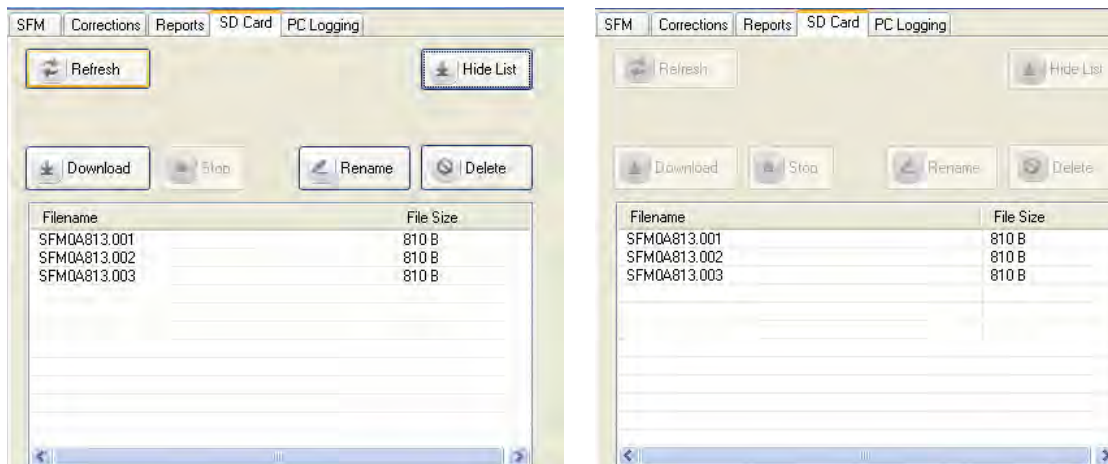 SFM Corrections Reports SD Card PC Logging
Refresh Hide List
Download Stop Rename Delete
Filename File Size
SFM0A813.001 810 B
SFM0A813.002 810 B
SFM0A813.003 810 B
SFM Corrections Reports SD Card PC Logging
Refresh Hide List
Download Stop Rename Delete
Filename File Size
SFM0A813.001 810 B
SFM0A813.002 810 B
SFM0A813.003 810 B